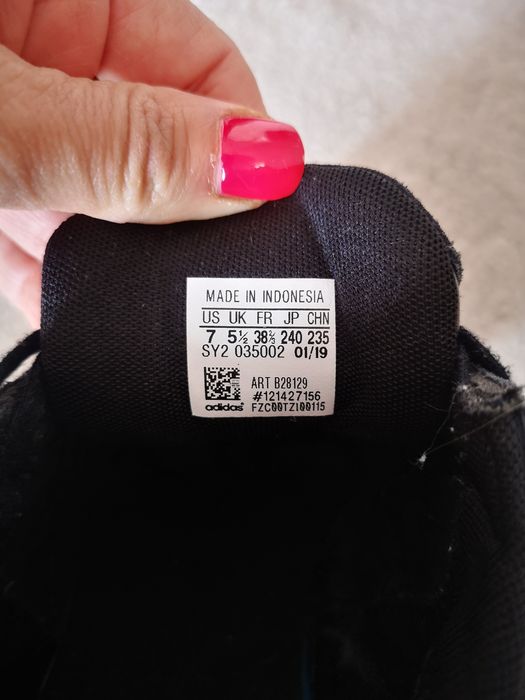 MADE IN INDONESIA
US UK FR JP CHN
7 5½ 38⅔ 240 235
SY2 035002 01/19
ART B28129
#121427156
adidas FZC00TZI00115